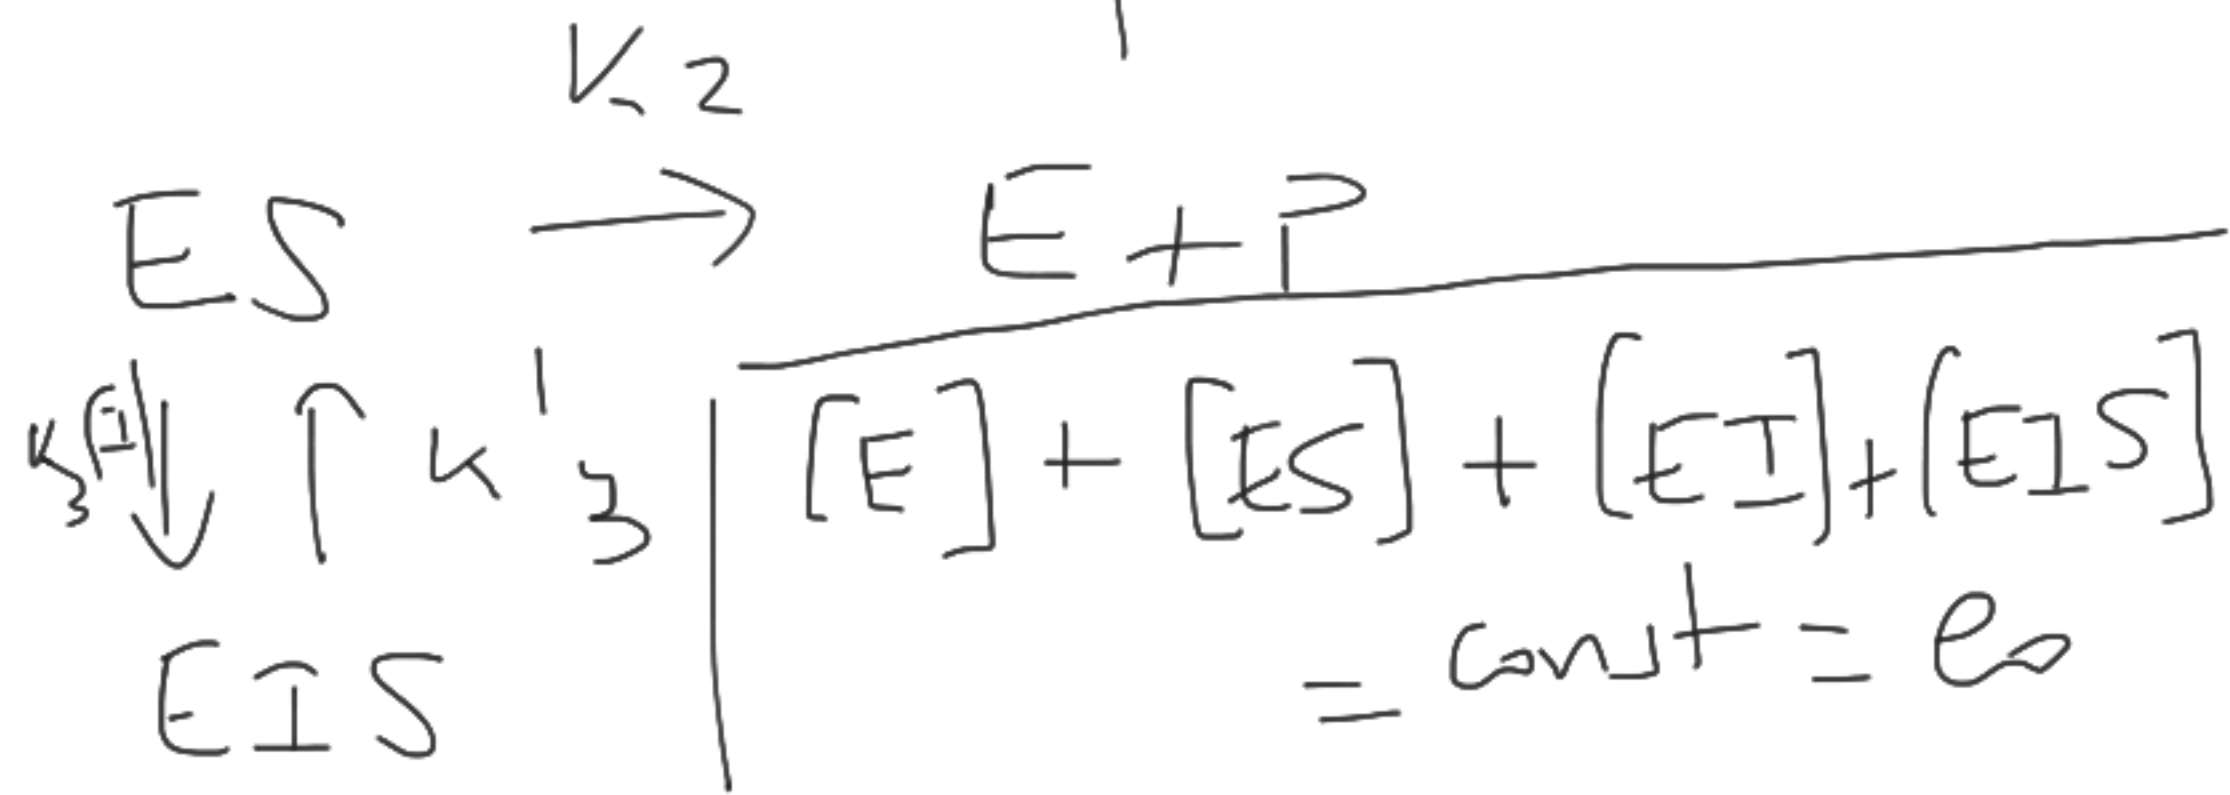 K2
ES → E + P
K3[I] ↓ ↑ K'3
[E] + [ES] + [EI] + [EIS]
= const = e0
EIS